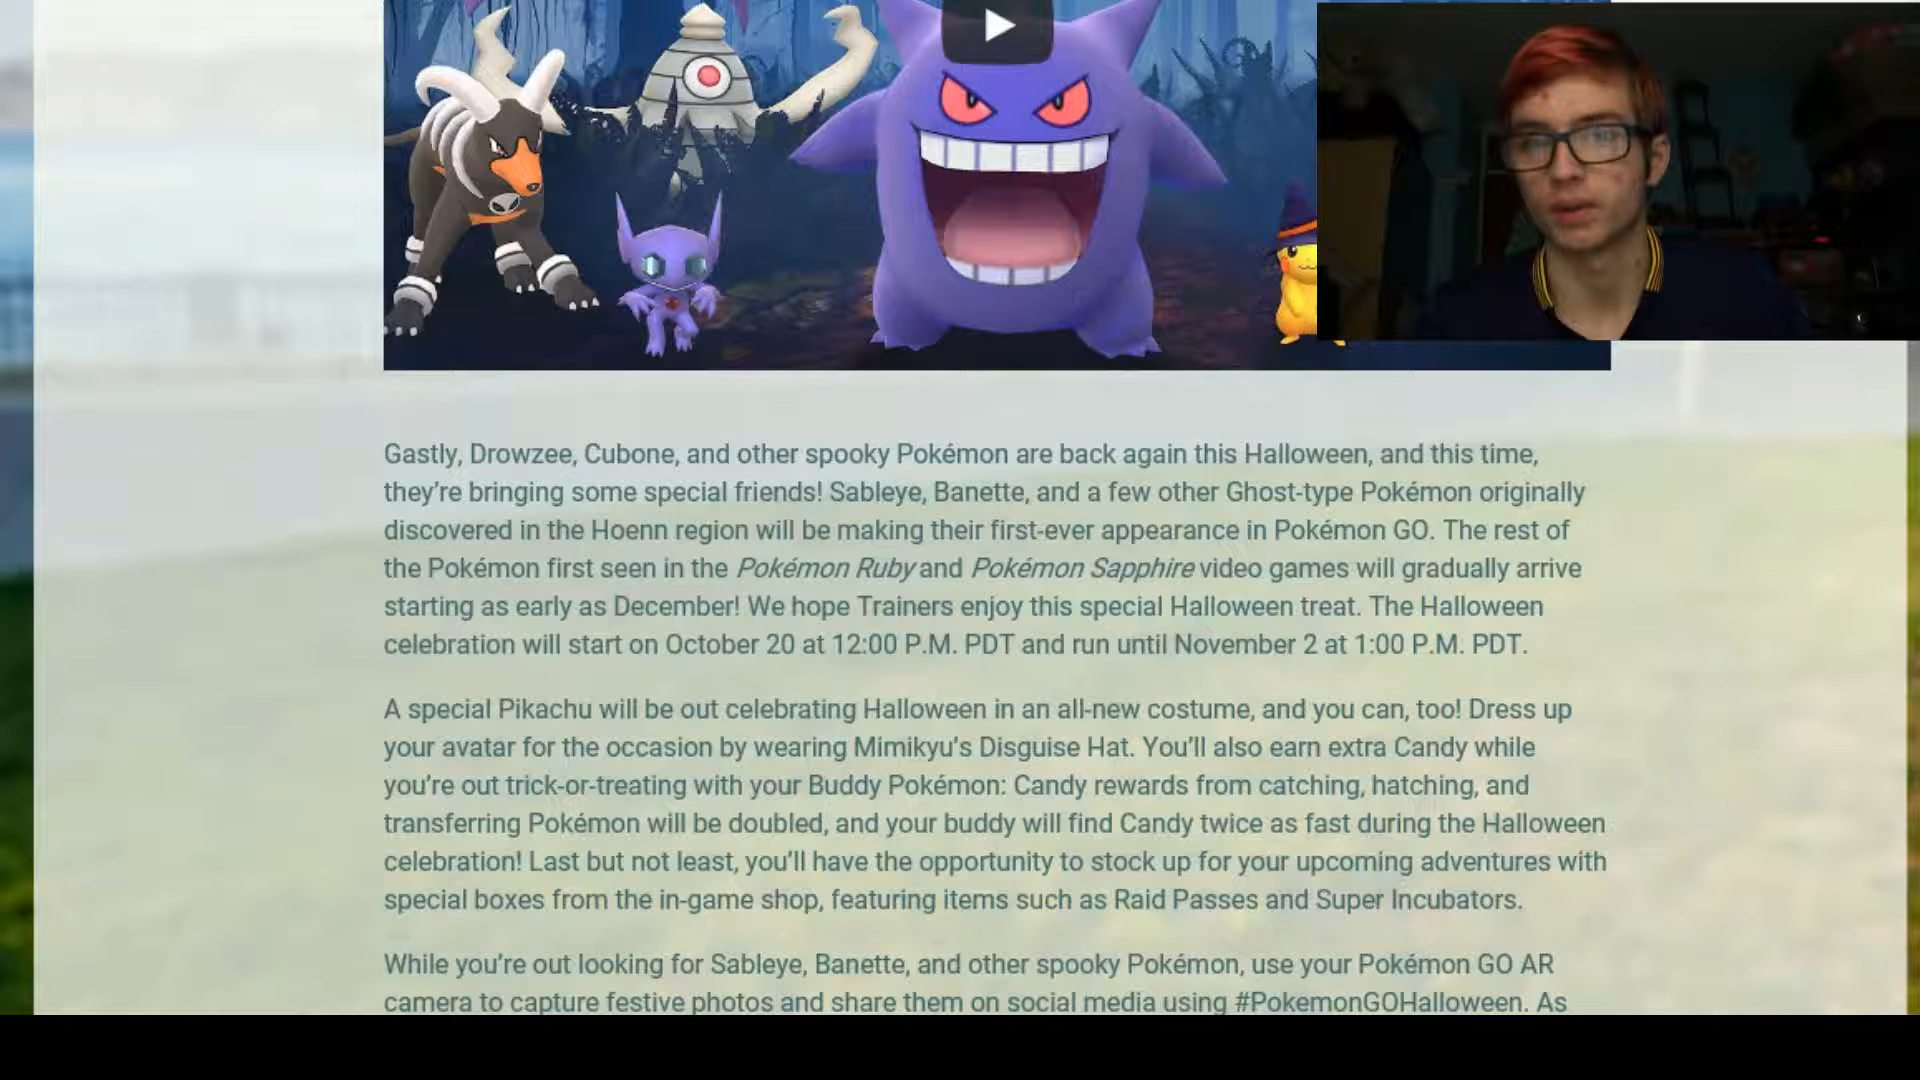 Gastly, Drowzee, Cubone, and other spooky Pokémon are back again this Halloween, and this time,
they’re bringing some special friends! Sableye, Banette, and a few other Ghost-type Pokémon originally
discovered in the Hoenn region will be making their first-ever appearance in Pokémon GO. The rest of
the Pokémon first seen in the Pokémon Ruby and Pokémon Sapphire video games will gradually arrive
starting as early as December! We hope Trainers enjoy this special Halloween treat. The Halloween
celebration will start on October 20 at 12:00 P.M. PDT and run until November 2 at 1:00 P.M. PDT.
A special Pikachu will be out celebrating Halloween in an all-new costume, and you can, too! Dress up
your avatar for the occasion by wearing Mimikyu’s Disguise Hat. You’ll also earn extra Candy while
you’re out trick-or-treating with your Buddy Pokémon: Candy rewards from catching, hatching, and
transferring Pokémon will be doubled, and your buddy will find Candy twice as fast during the Halloween
celebration! Last but not least, you’ll have the opportunity to stock up for your upcoming adventures with
special boxes from the in-game shop, featuring items such as Raid Passes and Super Incubators.
While you’re out looking for Sableye, Banette, and other spooky Pokémon, use your Pokémon GO AR
camera to capture festive photos and share them on social media using #PokemonGOHalloween. As